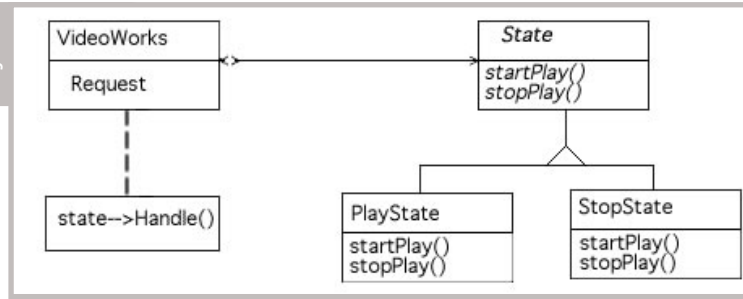 VideoWorks
Request
state-->Handle()
State
startPlay()
stopPlay()
PlayState
startPlay()
stopPlay()
StopState
startPlay()
stopPlay()